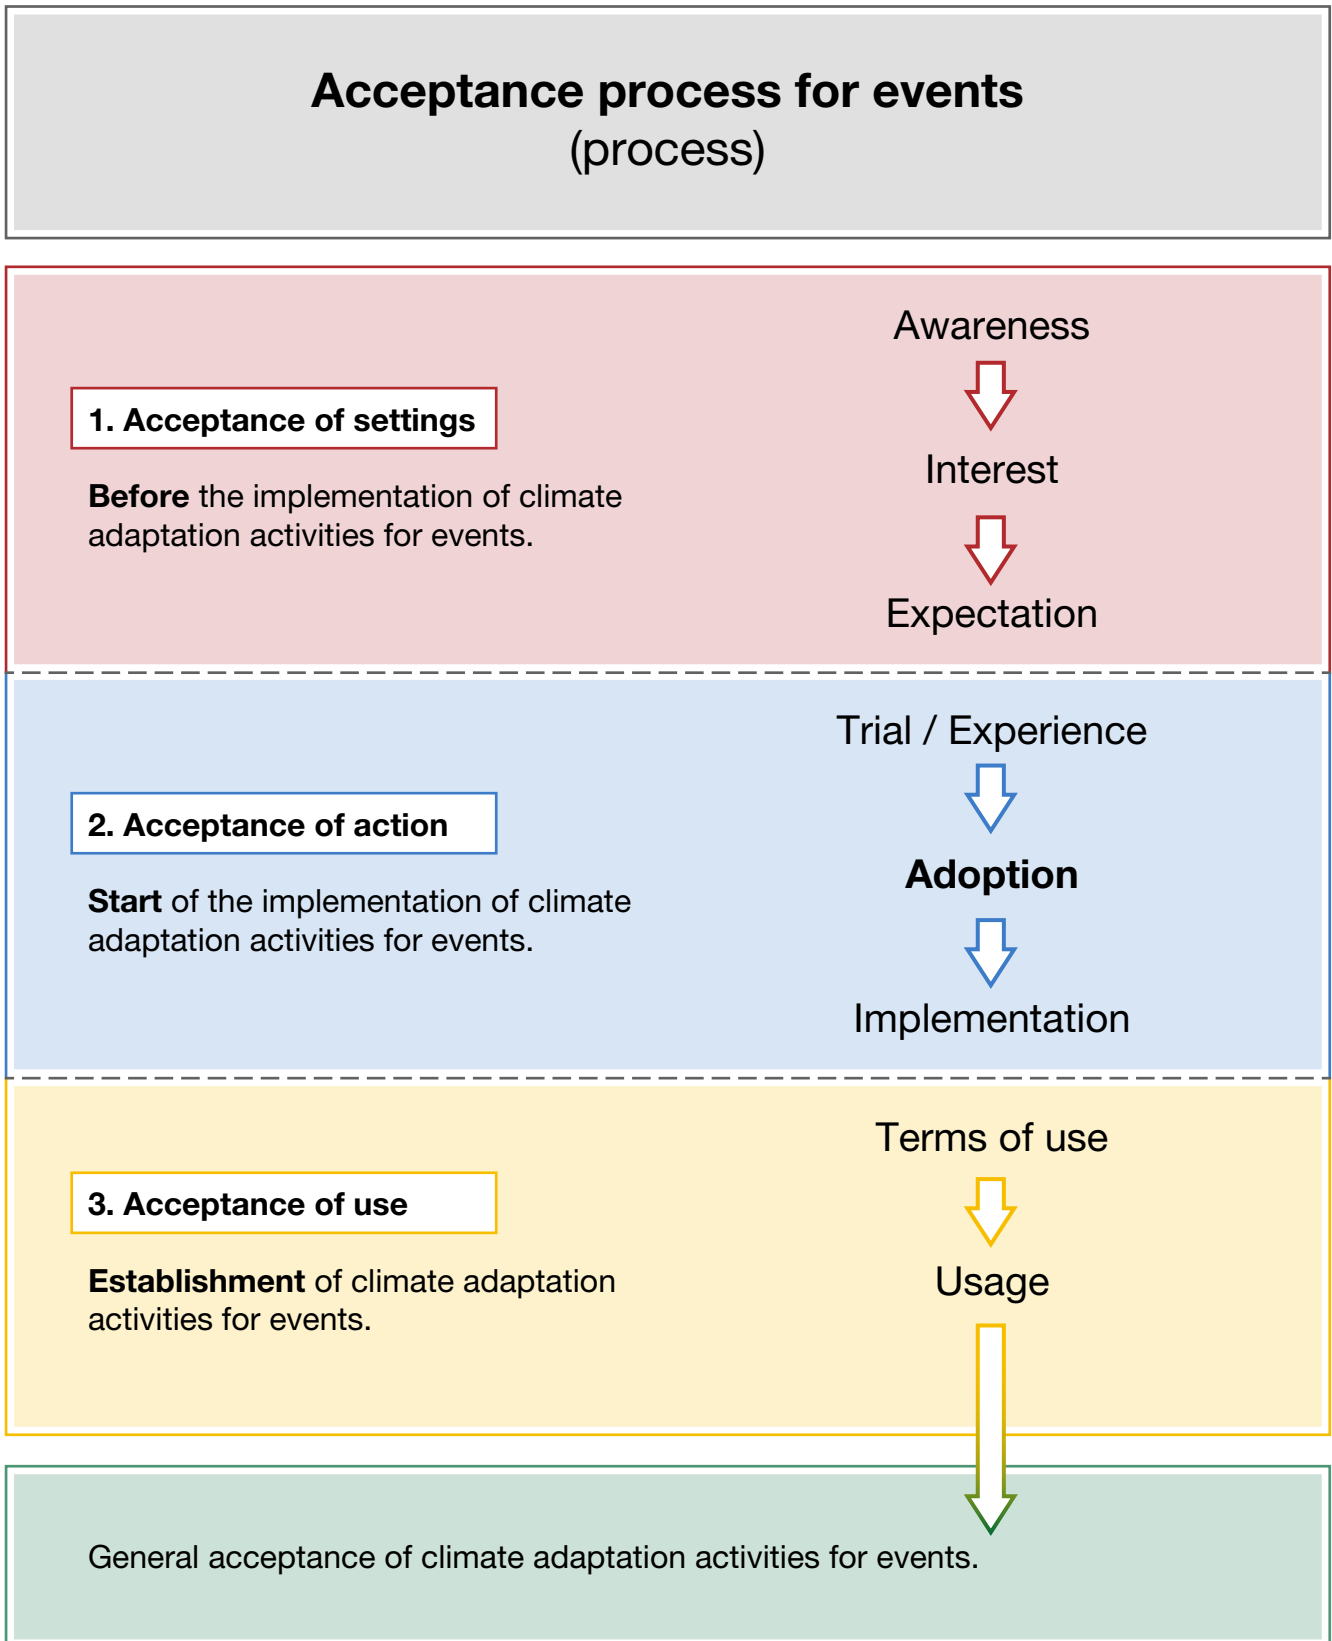 Acceptance process for events
(process)
Awareness
1. Acceptance of settings
Interest
Before the implementation of climate
adaptation activities for events.
Expectation
Trial / Experience
2. Acceptance of action
Adoption
Start of the implementation of climate
adaptation activities for events.
Implementation
Terms of use
3. Acceptance of use
Usage
Establishment of climate adaptation
activities for events.
General acceptance of climate adaptation activities for events.